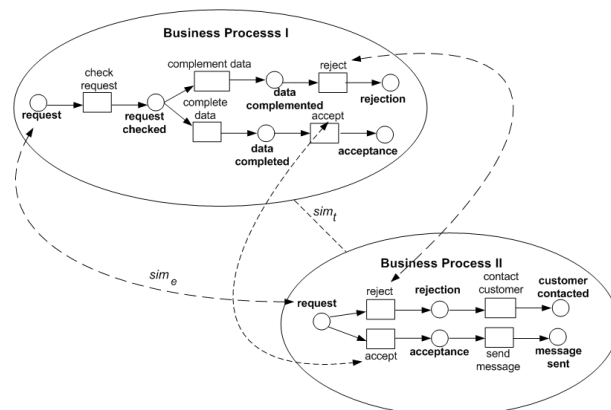 Business Processs I
complement data
reject
check
request
data
complemented
rejection
request
request
checked
complete
data
accept
data
completed
acceptance
sim_t
sim_e
Business Process II
request
reject
rejection
contact
customer
customer
contacted
accept
acceptance
send
message
message
sent